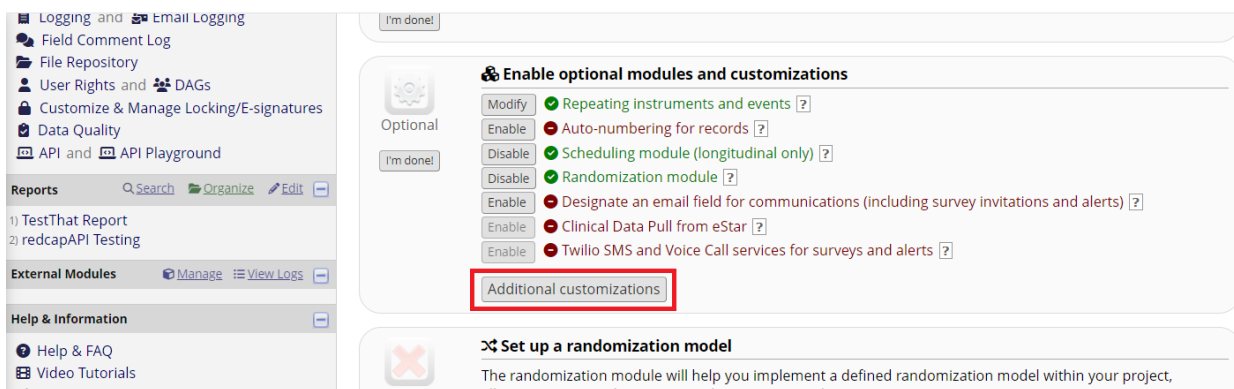 Logging and Email Logging
Field Comment Log
File Repository
User Rights and DAGs
Customize & Manage Locking/E-signatures
Data Quality
API and API Playground
Reports Search Organize Edit
1) TestThat Report
2) redcapAPI Testing
External Modules Manage View Logs
Help & Information
Help & FAQ
Video Tutorials
I'm done!
Optional
I'm done!
Enable optional modules and customizations
Modify Repeating instruments and events ?
Enable Auto-numbering for records ?
Disable Scheduling module (longitudinal only) ?
Disable Randomization module ?
Enable Designate an email field for communications (including survey invitations and alerts) ?
Enable Clinical Data Pull from eStar ?
Enable Twilio SMS and Voice Call services for surveys and alerts ?
Additional customizations
Set up a randomization model
The randomization module will help you implement a defined randomization model within your project,